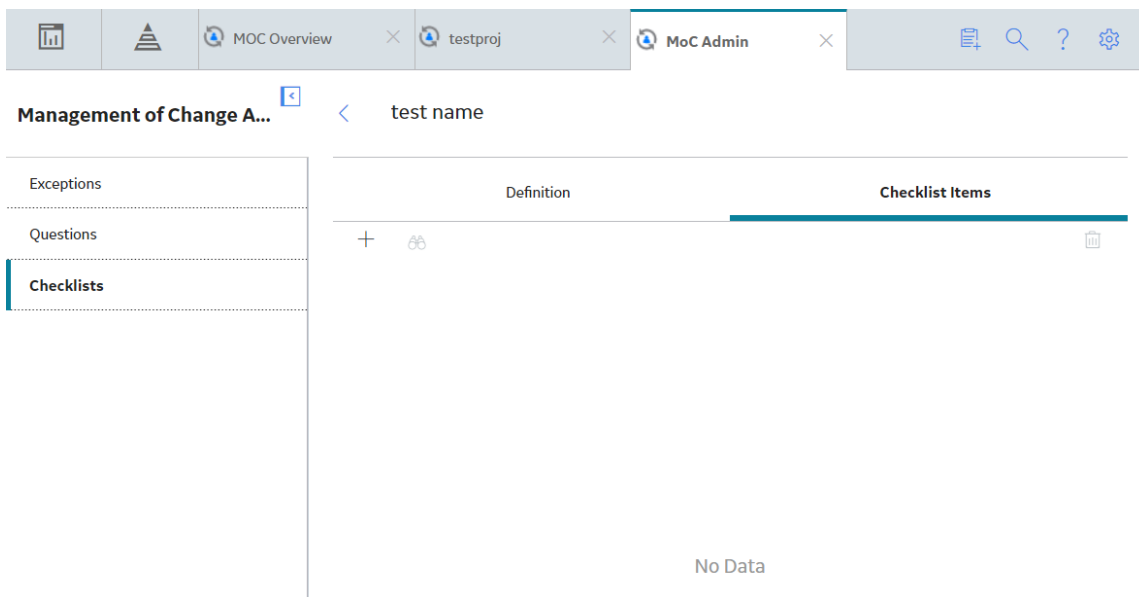 MOC Overview
testproj
MoC Admin
Management of Change A...
test name
Exceptions
Questions
Checklists
Definition
Checklist Items
No Data